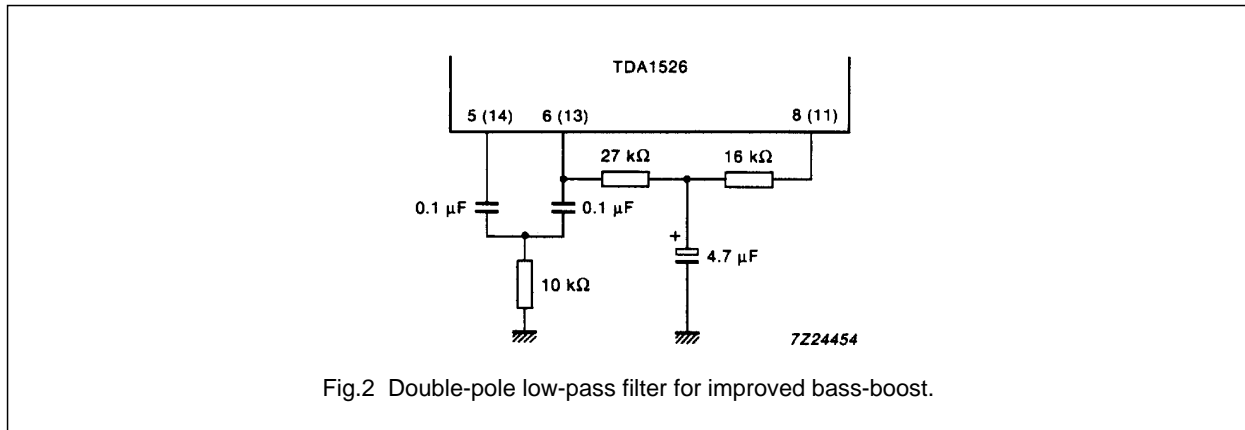 TDA1526
5 (14) 6 (13) 8 (11)
27 kΩ 16 kΩ
0.1 µF 0.1 µF
+
4.7 µF
10 kΩ
7Z24454
Fig.2 Double-pole low-pass filter for improved bass-boost.